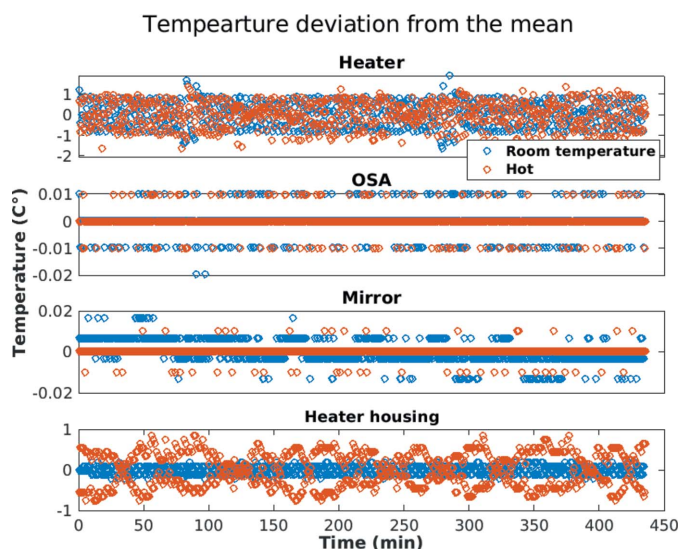 Tempearture deviation from the mean
Heater
1
0
-1
-2
Room temperature
Hot
OSA
0.01
0
-0.01
-0.02
Mirror
0.02
0
-0.02
Heater housing
1
0
-1
0
50
100
150
200
250
300
350
400
450
Time (min)
Temperature (C°)